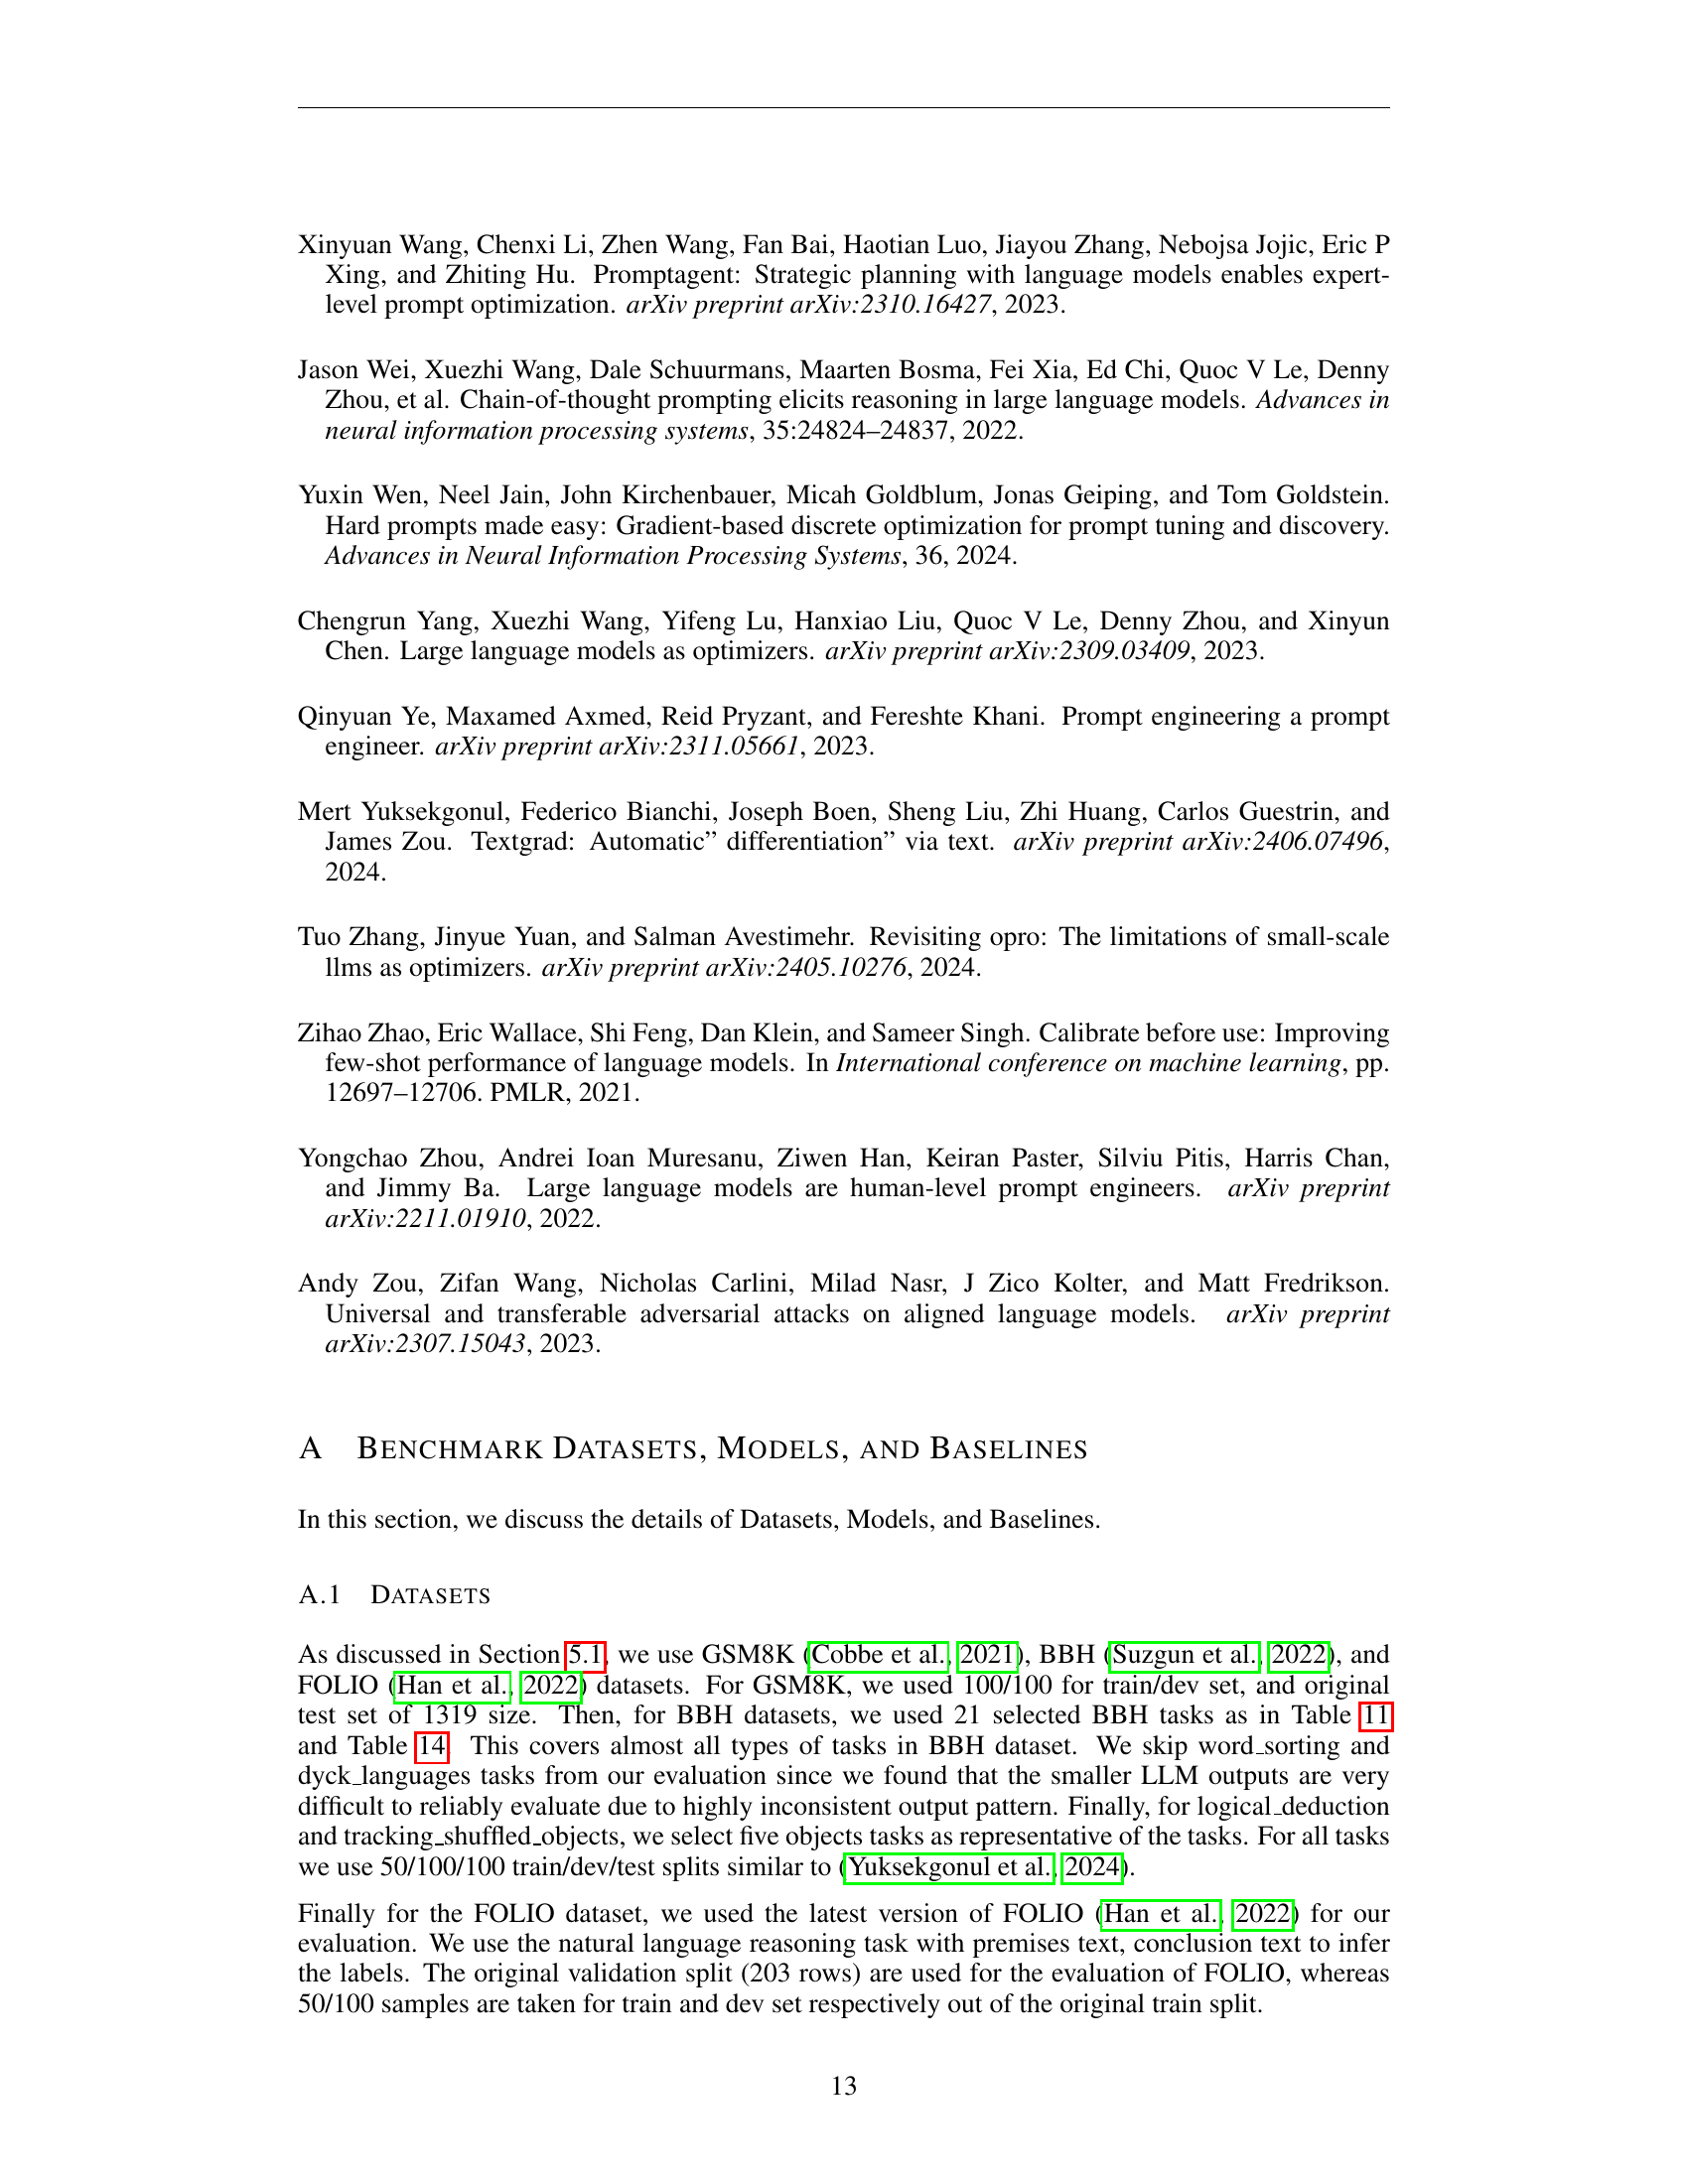 Xinyuan Wang, Chenxi Li, Zhen Wang, Fan Bai, Haotian Luo, Jiayou Zhang, Nebojsa Jojic, Eric P
Xing, and Zhiting Hu. Promptagent: Strategic planning with language models enables expert-
level prompt optimization. arXiv preprint arXiv:2310.16427, 2023.
Jason Wei, Xuezhi Wang, Dale Schuurmans, Maarten Bosma, Fei Xia, Ed Chi, Quoc V Le, Denny
Zhou, et al. Chain-of-thought prompting elicits reasoning in large language models. Advances in
neural information processing systems, 35:24824–24837, 2022.
Yuxin Wen, Neel Jain, John Kirchenbauer, Micah Goldblum, Jonas Geiping, and Tom Goldstein.
Hard prompts made easy: Gradient-based discrete optimization for prompt tuning and discovery.
Advances in Neural Information Processing Systems, 36, 2024.
Chengrun Yang, Xuezhi Wang, Yifeng Lu, Hanxiao Liu, Quoc V Le, Denny Zhou, and Xinyun
Chen. Large language models as optimizers. arXiv preprint arXiv:2309.03409, 2023.
Qinyuan Ye, Maxamed Axmed, Reid Pryzant, and Fereshte Khani. Prompt engineering a prompt
engineer. arXiv preprint arXiv:2311.05661, 2023.
Mert Yuksekgonul, Federico Bianchi, Joseph Boen, Sheng Liu, Zhi Huang, Carlos Guestrin, and
James Zou. Textgrad: Automatic” differentiation” via text. arXiv preprint arXiv:2406.07496,
2024.
Tuo Zhang, Jinyue Yuan, and Salman Avestimehr. Revisiting opro: The limitations of small-scale
llms as optimizers. arXiv preprint arXiv:2405.10276, 2024.
Zihao Zhao, Eric Wallace, Shi Feng, Dan Klein, and Sameer Singh. Calibrate before use: Improving
few-shot performance of language models. In International conference on machine learning, pp.
12697–12706. PMLR, 2021.
Yongchao Zhou, Andrei Ioan Muresanu, Ziwen Han, Keiran Paster, Silviu Pitis, Harris Chan,
and Jimmy Ba. Large language models are human-level prompt engineers. arXiv preprint
arXiv:2211.01910, 2022.
Andy Zou, Zifan Wang, Nicholas Carlini, Milad Nasr, J Zico Kolter, and Matt Fredrikson.
Universal and transferable adversarial attacks on aligned language models. arXiv preprint
arXiv:2307.15043, 2023.
A BENCHMARK DATASETS, MODELS, AND BASELINES
In this section, we discuss the details of Datasets, Models, and Baselines.
A.1 DATASETS
As discussed in Section 5.1, we use GSM8K (Cobbe et al., 2021), BBH (Suzgun et al., 2022), and
FOLIO (Han et al., 2022) datasets. For GSM8K, we used 100/100 for train/dev set, and original
test set of 1319 size. Then, for BBH datasets, we used 21 selected BBH tasks as in Table 11
and Table 14. This covers almost all types of tasks in BBH dataset. We skip word_sorting and
dyck_languages tasks from our evaluation since we found that the smaller LLM outputs are very
difficult to reliably evaluate due to highly inconsistent output pattern. Finally, for logical_deduction
and tracking_shuffled_objects, we select five objects tasks as representative of the tasks. For all tasks
we use 50/100/100 train/dev/test splits similar to (Yuksekgonul et al., 2024).
Finally for the FOLIO dataset, we used the latest version of FOLIO (Han et al., 2022) for our
evaluation. We use the natural language reasoning task with premises text, conclusion text to infer
the labels. The original validation split (203 rows) are used for the evaluation of FOLIO, whereas
50/100 samples are taken for train and dev set respectively out of the original train split.
13